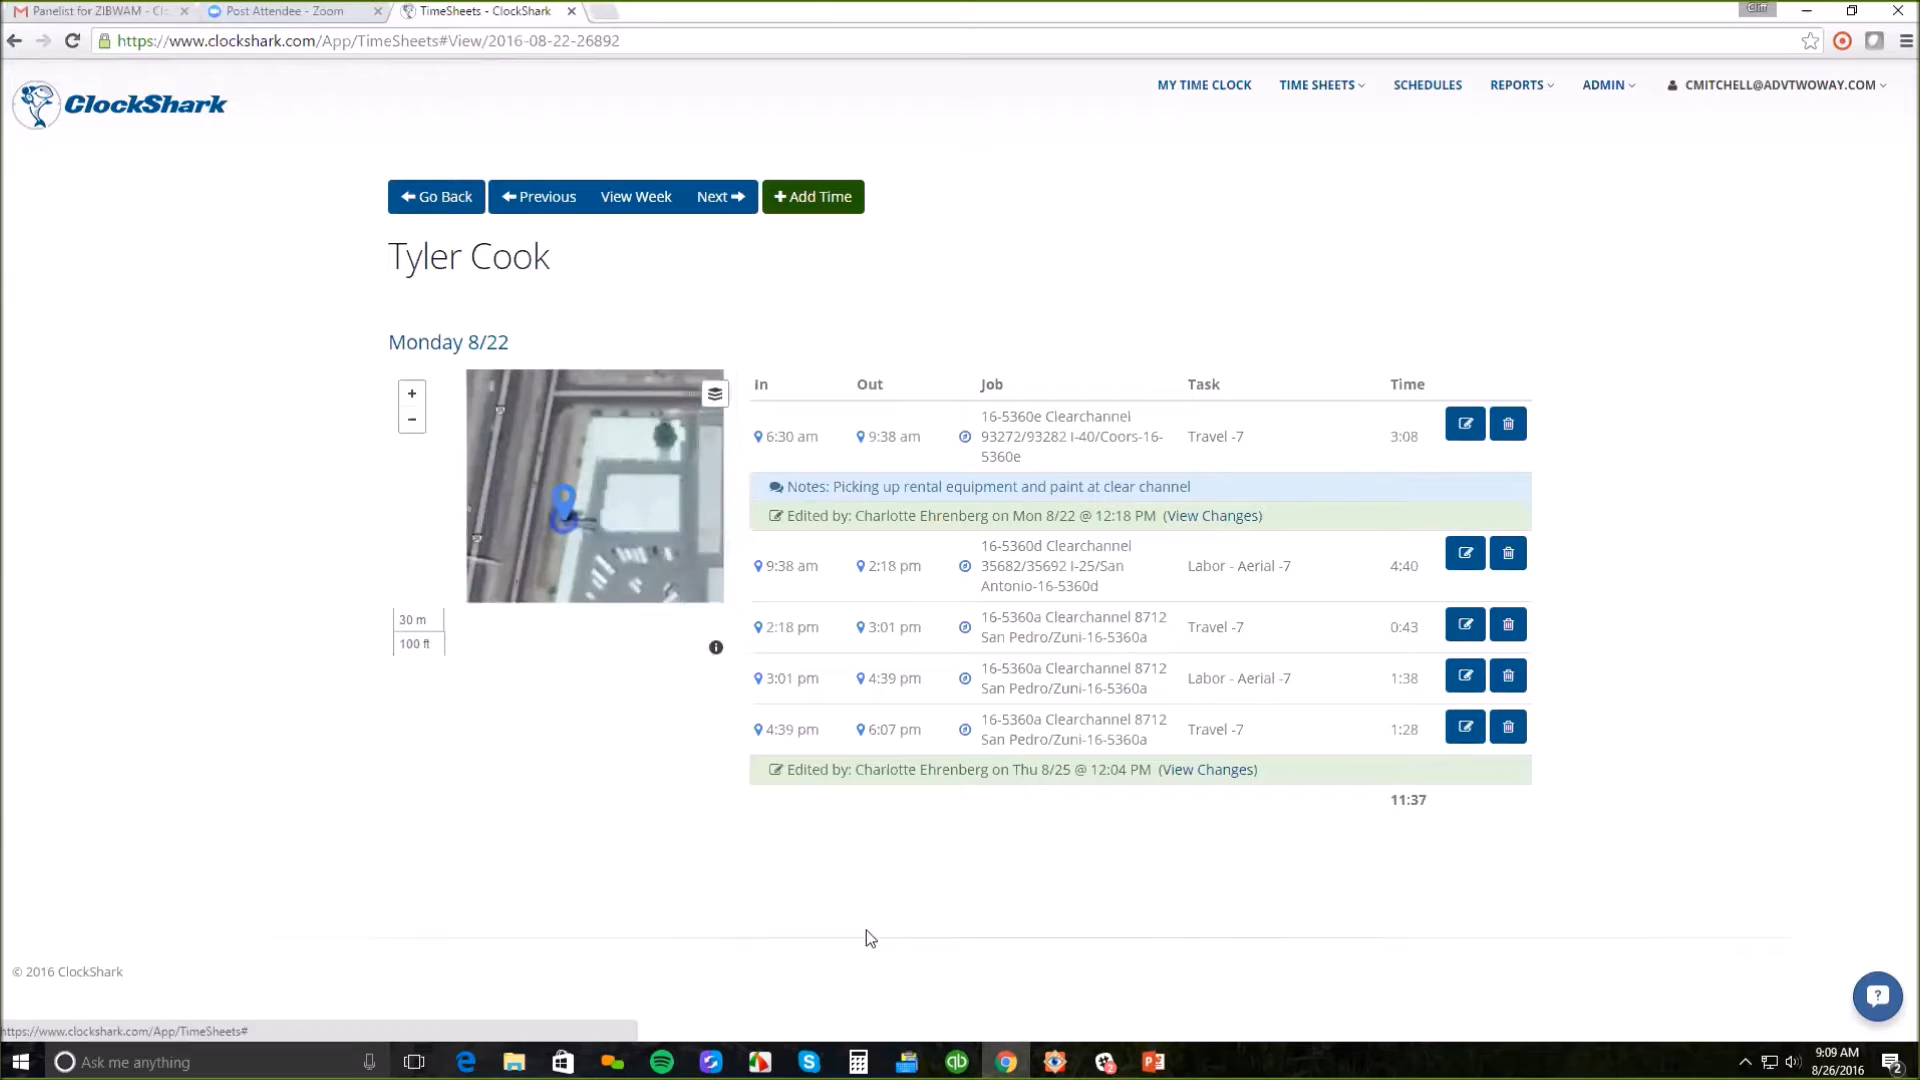 Panelist for ZIBWAM - Cl
Post Attendee - Zoom
TimeSheets - ClockShark
Cliff
https://www.clockshark.com/App/TimeSheets#View/2016-08-22-26892
ClockShark
MY TIME CLOCK
TIME SHEETS
SCHEDULES
REPORTS
ADMIN
CMITCHELL@ADVTWOWAY.COM
Go Back
Previous
View Week
Next
Add Time
Tyler Cook
Monday 8/22
+
−
30 m
100 ft
In Out Job Task Time
6:30 am 9:38 am 16-5360e Clearchannel
93272/93282 I-40/Coors-16-
5360e
Travel -7 3:08
Notes: Picking up rental equipment and paint at clear channel
Edited by: Charlotte Ehrenberg on Mon 8/22 @ 12:18 PM (View Changes)
9:38 am 2:18 pm 16-5360d Clearchannel
35682/35692 I-25/San
Antonio-16-5360d
Labor - Aerial -7 4:40
2:18 pm 3:01 pm 16-5360a Clearchannel 8712
San Pedro/Zuni-16-5360a
Travel -7 0:43
3:01 pm 4:39 pm 16-5360a Clearchannel 8712
San Pedro/Zuni-16-5360a
Labor - Aerial -7 1:38
4:39 pm 6:07 pm 16-5360a Clearchannel 8712
San Pedro/Zuni-16-5360a
Travel -7 1:28
Edited by: Charlotte Ehrenberg on Thu 8/25 @ 12:04 PM (View Changes)
11:37
© 2016 ClockShark
https://www.clockshark.com/App/TimeSheets#
Ask me anything
9:09 AM
8/26/2016
2